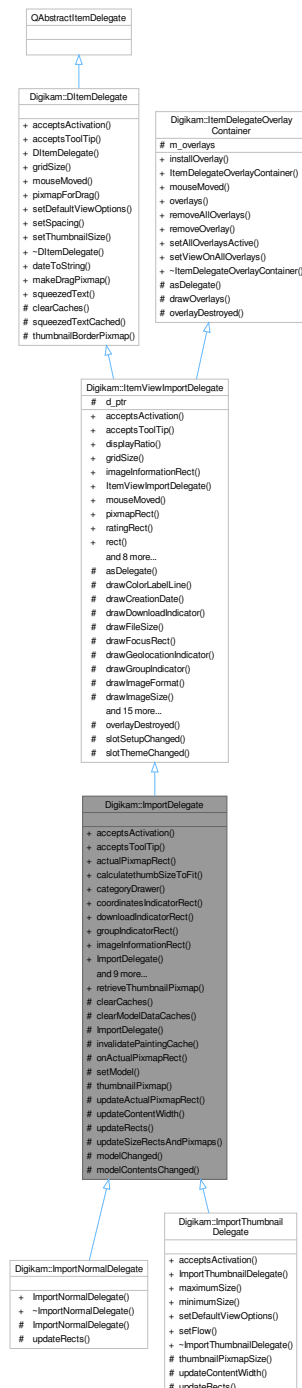 QAbstractItemDelegate
Digikam::DItemDelegate
+ acceptsActivation()
+ acceptsToolTip()
+ DItemDelegate()
+ gridSize()
+ mouseMoved()
+ pixmapForDrag()
+ setDefaultViewOptions()
+ setSpacing()
+ setThumbnailSize()
+ ~DItemDelegate()
+ dateToString()
+ makeDragPixmap()
+ squeezedText()
# clearCaches()
# squeezedTextCached()
# thumbnailBorderPixmap()
Digikam::ItemDelegateOverlay
Container
# m_overlays
+ installOverlay()
+ ItemDelegateOverlayContainer()
+ mouseMoved()
+ overlays()
+ removeAllOverlays()
+ removeOverlay()
+ setAllOverlaysActive()
+ setViewOnAllOverlays()
+ ~ItemDelegateOverlayContainer()
# asDelegate()
# drawOverlays()
# overlayDestroyed()
Digikam::ItemViewImportDelegate
# d_ptr
+ acceptsActivation()
+ acceptsToolTip()
+ displayRatio()
+ gridSize()
+ imageInformationRect()
+ ItemViewImportDelegate()
+ mouseMoved()
+ pixmapRect()
+ ratingRect()
+ rect()
and 8 more...
# asDelegate()
# drawColorLabelLine()
# drawCreationDate()
# drawDownloadIndicator()
# drawFileSize()
# drawFocusRect()
# drawGeolocationIndicator()
# drawGroupIndicator()
# drawImageFormat()
# drawImageSize()
and 15 more...
# overlayDestroyed()
# slotSetupChanged()
# slotThemeChanged()
Digikam::ImportDelegate
+ acceptsActivation()
+ acceptsToolTip()
+ actualPixmapRect()
+ calculatethumbSizeToFit()
+ categoryDrawer()
+ coordinatesIndicatorRect()
+ downloadIndicatorRect()
+ groupIndicatorRect()
+ imageInformationRect()
+ ImportDelegate()
and 9 more...
+ retrieveThumbnailPixmap()
# clearCaches()
# clearModelDataCaches()
# ImportDelegate()
# invalidatePaintingCache()
# onActualPixmapRect()
# setModel()
# thumbnailPixmap()
# updateActualPixmapRect()
# updateContentWidth()
# updateRects()
# updateSizeRectsAndPixmaps()
# modelChanged()
# modelContentsChanged()
Digikam::ImportNormalDelegate
+ ImportNormalDelegate()
+ ~ImportNormalDelegate()
# ImportNormalDelegate()
# updateRects()
Digikam::ImportThumbnail
Delegate
+ acceptsActivation()
+ ImportThumbnailDelegate()
+ maximumSize()
+ minimumSize()
+ setDefaultViewOptions()
+ setFlow()
+ ~ImportThumbnailDelegate()
# thumbnailPixmapSize()
# updateContentWidth()
# updateRects()